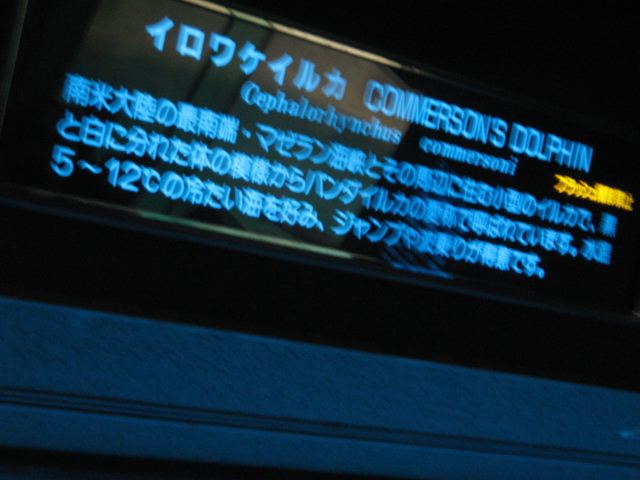 イロワケイルカ COMMERSON'S DOLPHIN
Cephalorhynchus commersoni
南米大陸の最南端・マゼラン海峡とその周辺に住む小型のイルカで、黒
と白に分れた体の模様からパンダイルカの愛称で呼ばれています。水温
5～12℃の冷たい海を好み、ジャンプや波乗りが得意です。